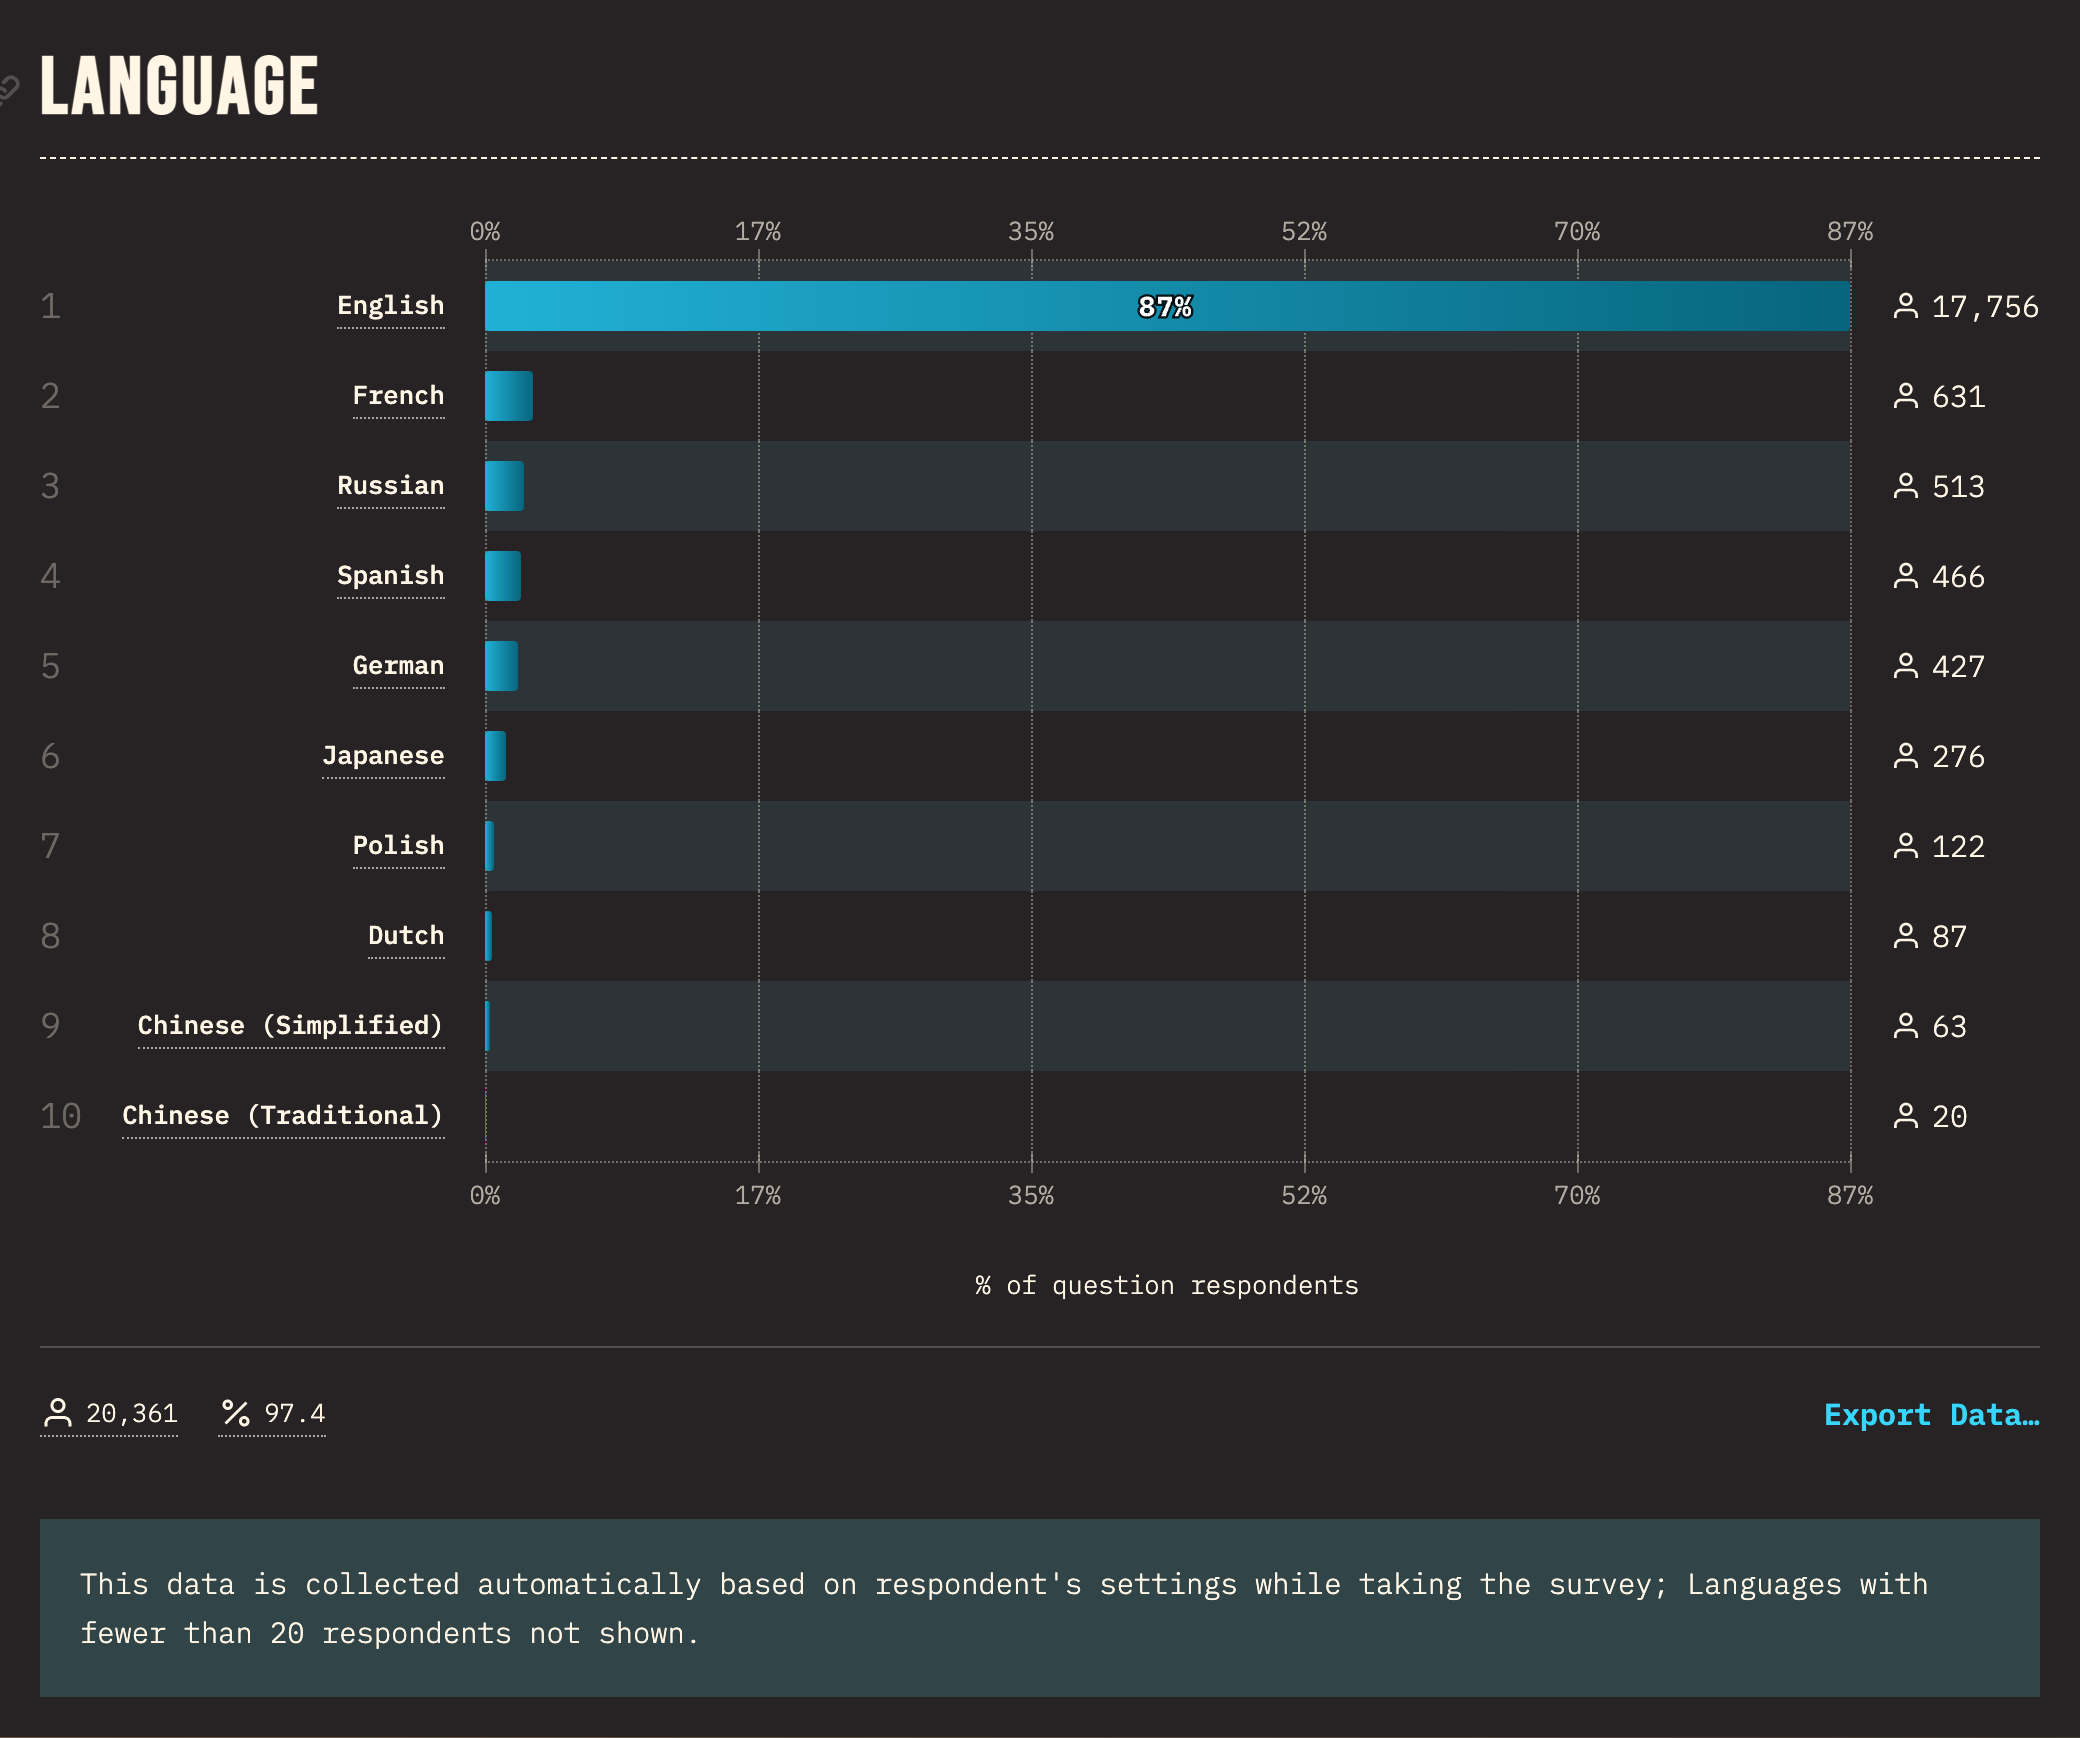 LANGUAGE
0% 17% 35% 52% 70% 87%
1 English 87% 17,756
2 French 631
3 Russian 513
4 Spanish 466
5 German 427
6 Japanese 276
7 Polish 122
8 Dutch 87
9 Chinese (Simplified) 63
10 Chinese (Traditional) 20
0% 17% 35% 52% 70% 87%
% of question respondents
20,361 % 97.4 Export Data…
This data is collected automatically based on respondent's settings while taking the survey; Languages with
fewer than 20 respondents not shown.